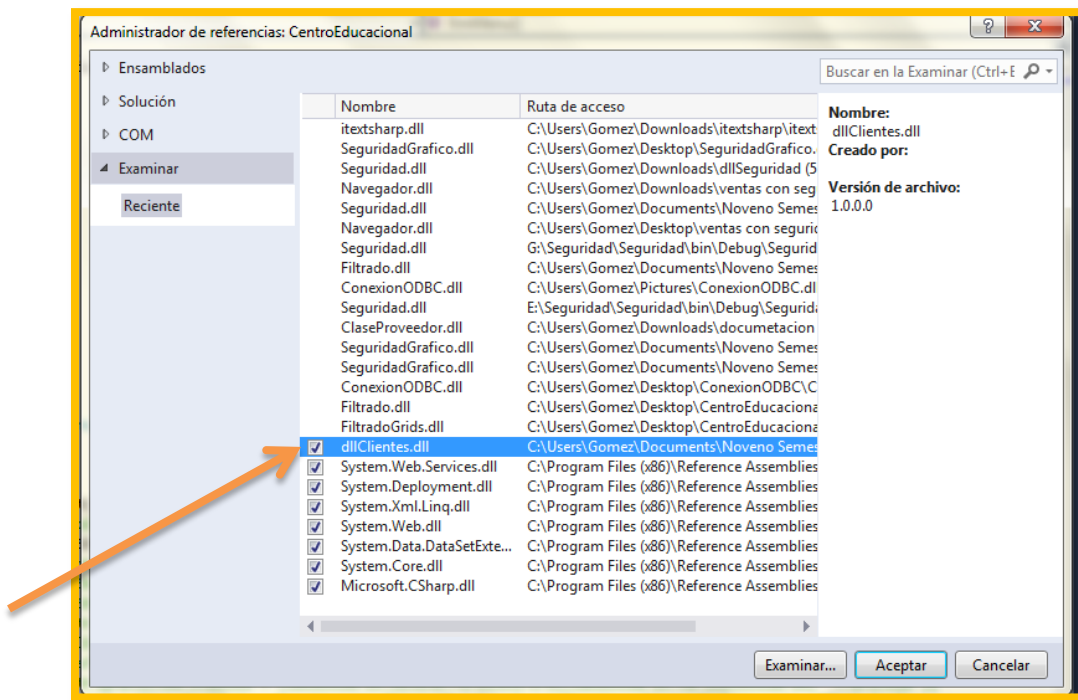 Administrador de referencias: CentroEducacional
Ensamblados
Solución
COM
Examinar
Reciente
Buscar en la Examinar (Ctrl+E
Nombre Ruta de acceso
itextsharp.dll C:\Users\Gomez\Downloads\itextsharp\itext
SeguridadGrafico.dll C:\Users\Gomez\Desktop\SeguridadGrafico.
Seguridad.dll C:\Users\Gomez\Downloads\dllSeguridad (5
Navegador.dll C:\Users\Gomez\Downloads\ventas con seg
Seguridad.dll C:\Users\Gomez\Documents\Noveno Semes
Navegador.dll C:\Users\Gomez\Desktop\ventas con seguric
Seguridad.dll G:\Seguridad\Seguridad\bin\Debug\Segurid
Filtrado.dll C:\Users\Gomez\Documents\Noveno Semes
ConexionODBC.dll C:\Users\Gomez\Pictures\ConexionODBC.dl
Seguridad.dll E:\Seguridad\Seguridad\bin\Debug\Segurida
ClaseProveedor.dll C:\Users\Gomez\Downloads\documetacion
SeguridadGrafico.dll C:\Users\Gomez\Documents\Noveno Semes
SeguridadGrafico.dll C:\Users\Gomez\Documents\Noveno Semes
ConexionODBC.dll C:\Users\Gomez\Desktop\ConexionODBC\C
Filtrado.dll C:\Users\Gomez\Desktop\CentroEducaciona
FiltradoGrids.dll C:\Users\Gomez\Desktop\CentroEducaciona
dllClientes.dll C:\Users\Gomez\Documents\Noveno Semes
System.Web.Services.dll C:\Program Files (x86)\Reference Assemblies
System.Deployment.dll C:\Program Files (x86)\Reference Assemblies
System.Xml.Linq.dll C:\Program Files (x86)\Reference Assemblies
System.Web.dll C:\Program Files (x86)\Reference Assemblies
System.Data.DataSetExte... C:\Program Files (x86)\Reference Assemblies
System.Core.dll C:\Program Files (x86)\Reference Assemblies
Microsoft.CSharp.dll C:\Program Files (x86)\Reference Assemblies
Nombre:
dllClientes.dll
Creado por:
Versión de archivo:
1.0.0.0
Examinar... Aceptar Cancelar